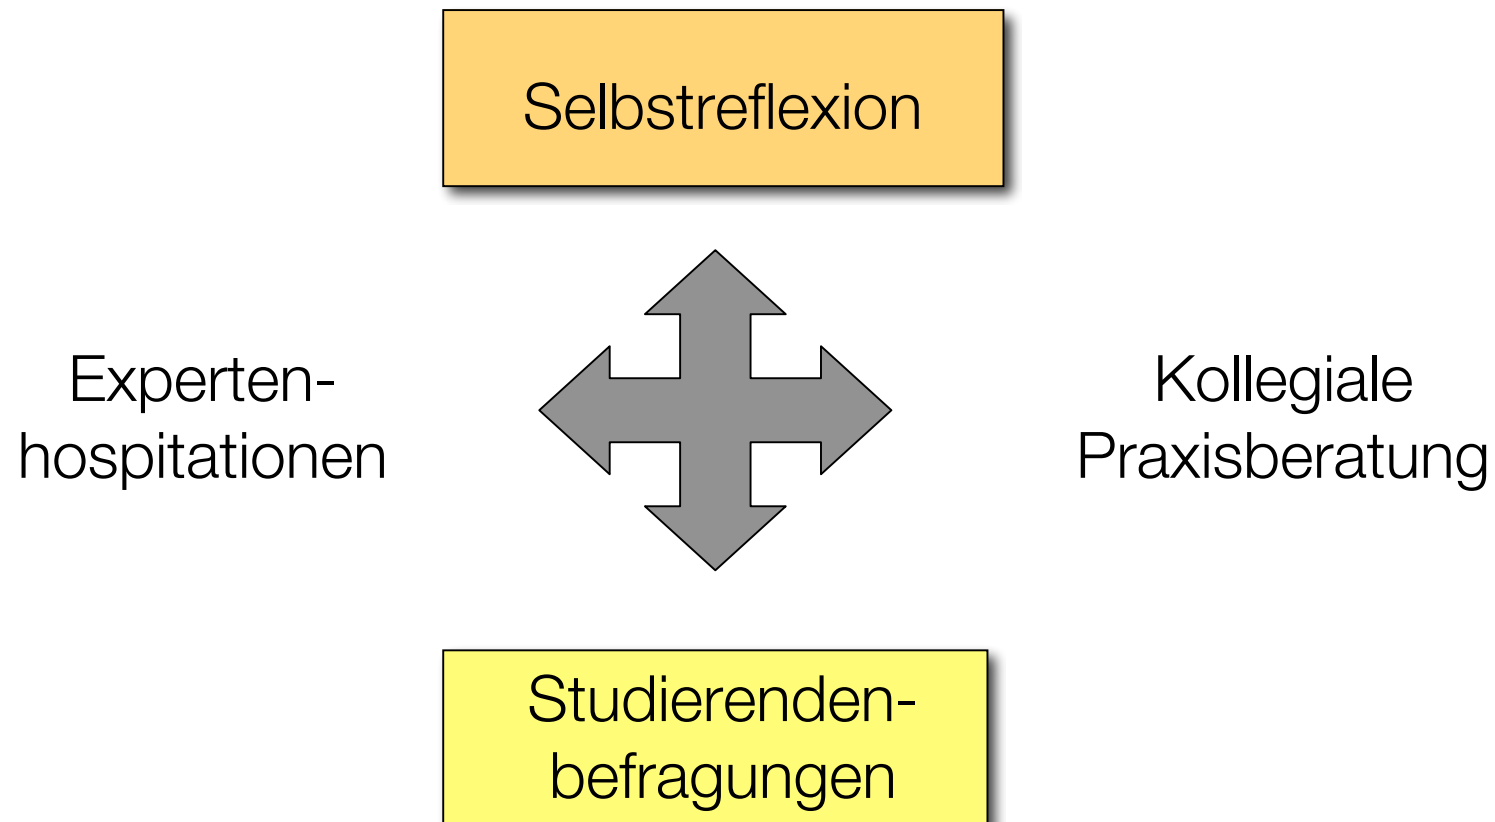 Selbstreflexion
Experten-
hospitationen
Kollegiale
Praxisberatung
Studierenden-
befragungen